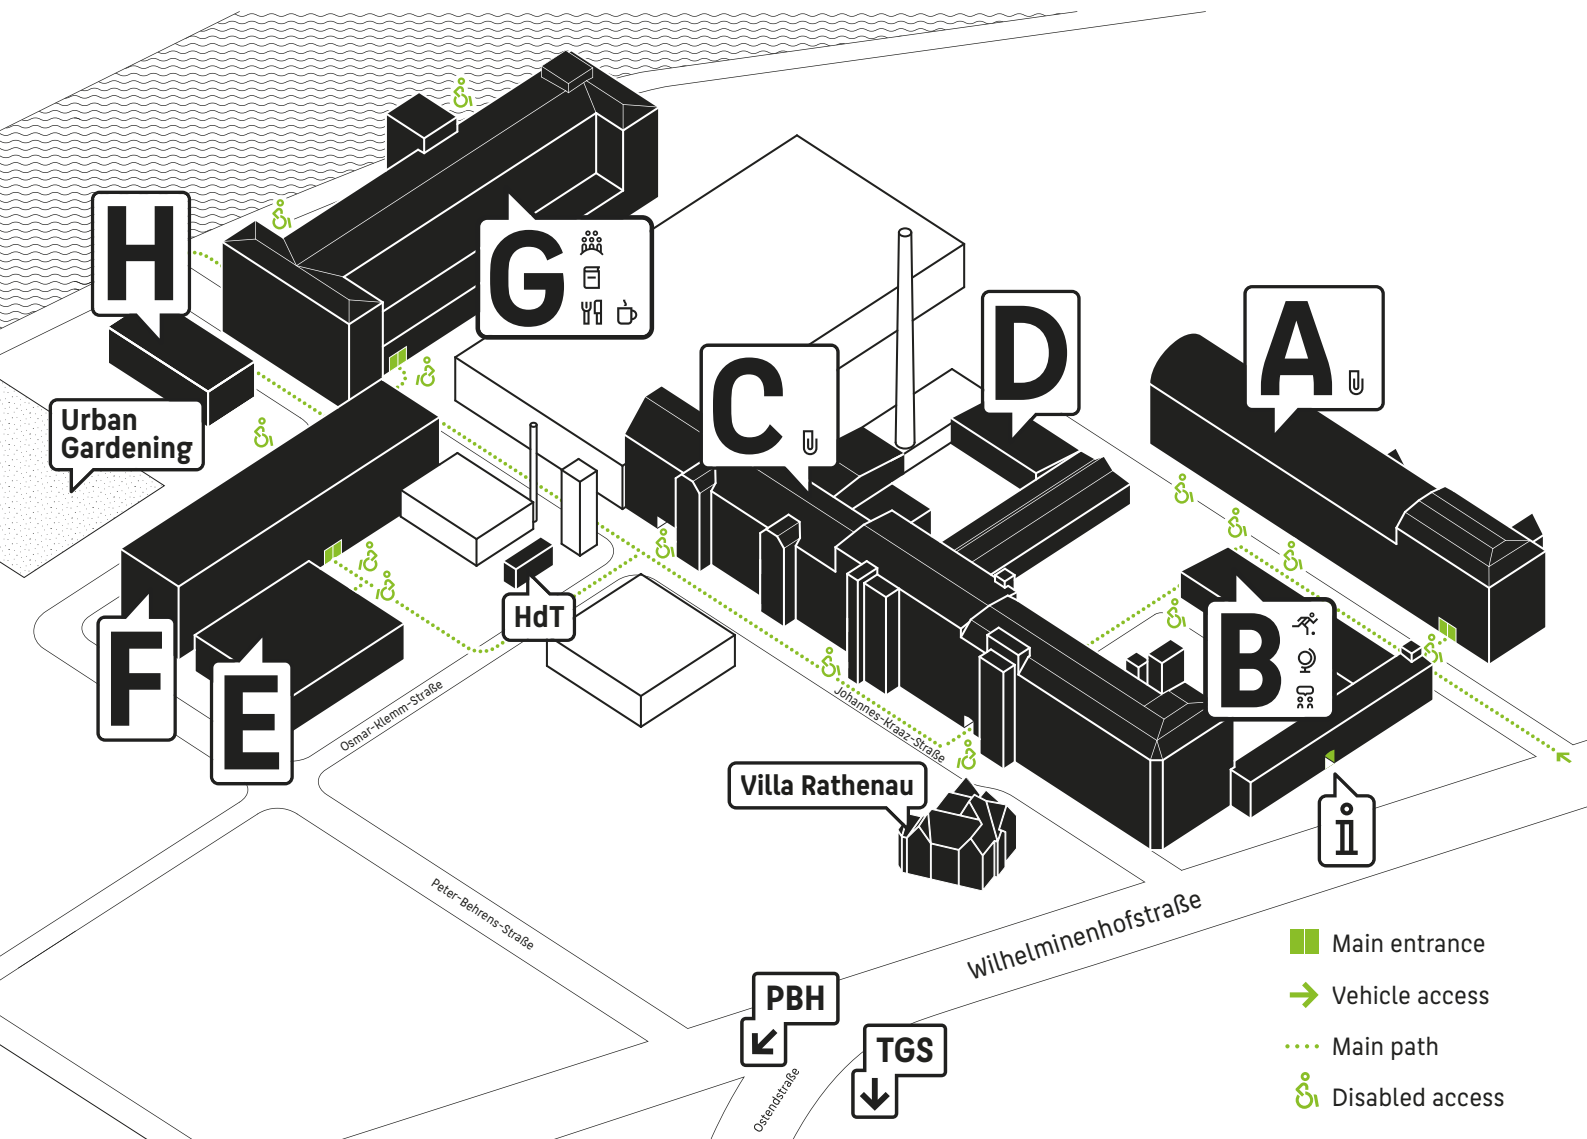 H
G
Urban
Gardening
C
D
A
HdT
B
F
E
Osmar-Klemm-Straße
Johannes-Kraaz-Straße
Villa Rathenau
i
Peter-Behrens-Straße
Wilhelminenhofstraße
PBH
TGS
Ostendstraße
Main entrance
Vehicle access
Main path
Disabled access